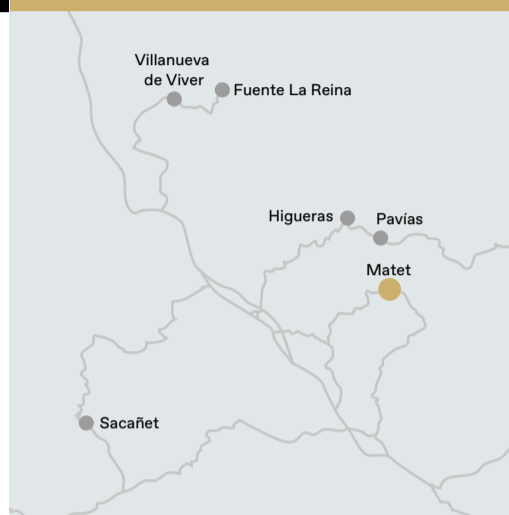 Villanueva
de Viver
Fuente La Reina
Higueras
Pavías
Matet
Sacañet